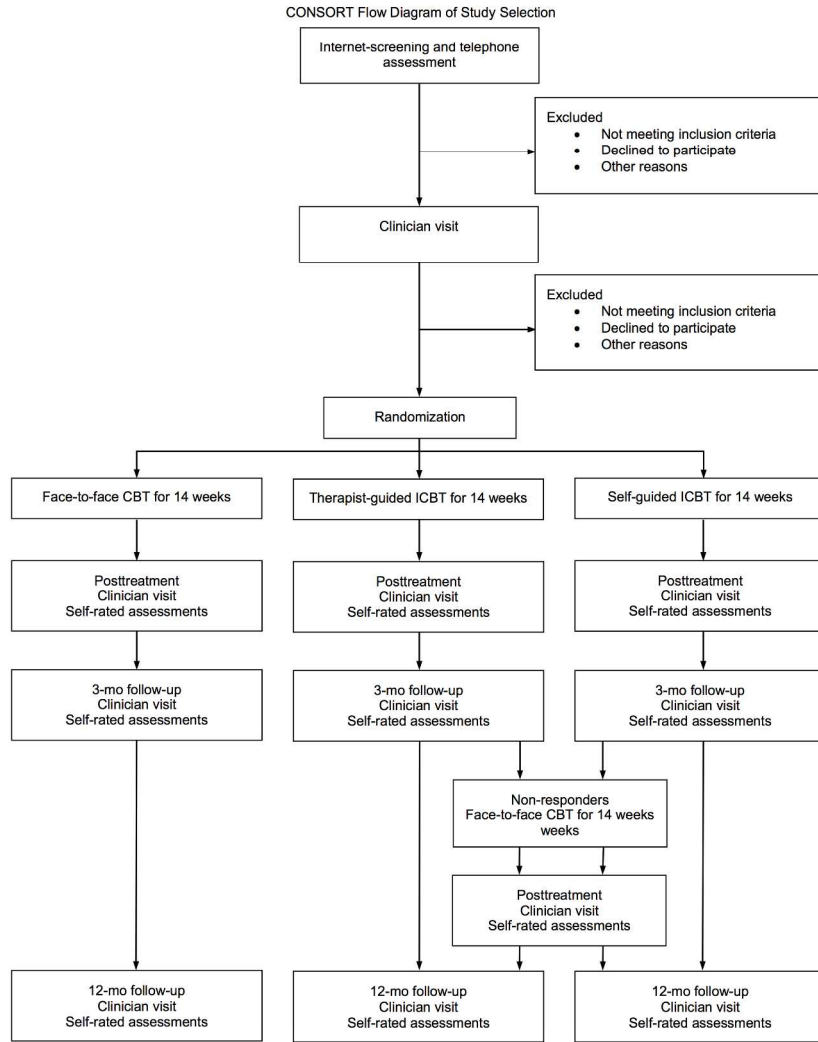 CONSORT Flow Diagram of Study Selection
Internet-screening and telephone
assessment
Excluded
• Not meeting inclusion criteria
• Declined to participate
• Other reasons
Clinician visit
Excluded
• Not meeting inclusion criteria
• Declined to participate
• Other reasons
Randomization
Face-to-face CBT for 14 weeks
Therapist-guided ICBT for 14 weeks
Self-guided ICBT for 14 weeks
Posttreatment
Clinician visit
Self-rated assessments
Posttreatment
Clinician visit
Self-rated assessments
Posttreatment
Clinician visit
Self-rated assessments
3-mo follow-up
Clinician visit
Self-rated assessments
3-mo follow-up
Clinician visit
Self-rated assessments
3-mo follow-up
Clinician visit
Self-rated assessments
Non-responders
Face-to-face CBT for 14 weeks
weeks
Posttreatment
Clinician visit
Self-rated assessments
12-mo follow-up
Clinician visit
Self-rated assessments
12-mo follow-up
Clinician visit
Self-rated assessments
12-mo follow-up
Clinician visit
Self-rated assessments